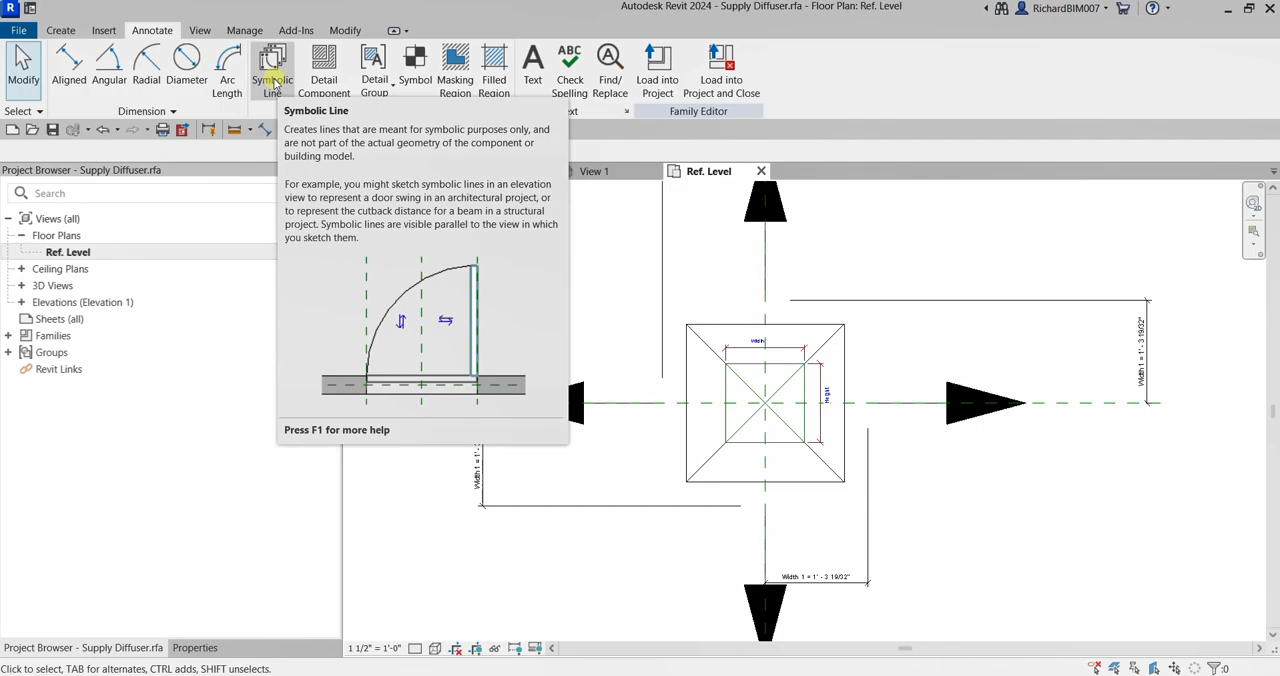 Autodesk Revit 2024 - Supply Diffuser.rfa - Floor Plan: Ref. Level
RichardBIM007
R
File
Create
Insert
Annotate
View
Manage
Add-Ins
Modify
Modify
Aligned
Angular
Radial
Diameter
Arc
Length
Symbolic
Line
Detail
Component
Detail
Group
Symbol
Masking
Region
Filled
Region
ABC
Text
Check
Spelling
Find/
Replace
Load into
Project
Load into
Project and Close
Select
Dimension
ext
Family Editor
Symbolic Line
Creates lines that are meant for symbolic purposes only, and
are not part of the actual geometry of the component or
building model.
For example, you might sketch symbolic lines in an elevation
view to represent a door swing in an architectural project, or
to represent the cutback distance for a beam in a structural
project. Symbolic lines are visible parallel to the view in which
you sketch them.
Press F1 for more help
Project Browser - Supply Diffuser.rfa
Search
Views (all)
Floor Plans
Ref. Level
Ceiling Plans
3D Views
Elevations (Elevation 1)
Sheets (all)
Families
Groups
Revit Links
View 1
Ref. Level
Width
Height
Width 1 = 1' - 3 19/32"
Width 1 = 1' -
Width 1 = 1' - 3 19/32"
Project Browser - Supply Diffuser.rfa
Properties
1 1/2" = 1'-0"
Click to select, TAB for alternates, CTRL adds, SHIFT unselects.
:0